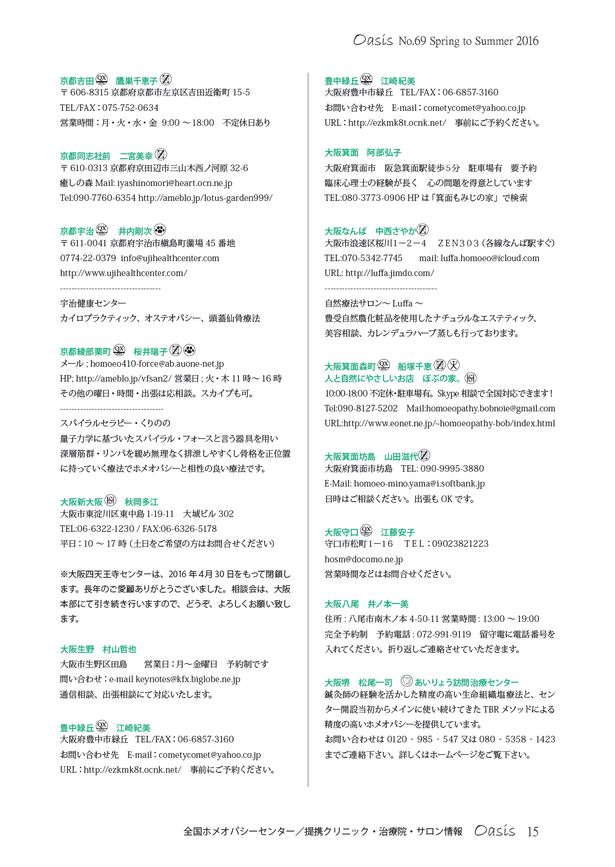 Oasis No.69 Spring to Summer 2016
京都吉田 鷹巣千恵子
〒606-8315 京都府京都市左京区吉田近衛町 15-5
TEL/FAX：075-752-0634
営業時間：月・火・水・金 9:00 〜 18:00 不定休日あり
京都同志社前 二宮美幸
〒610-0313 京都府京田辺市三山木西ノ河原 32-6
癒しの森 Mail: iyashinomori@heart.ocn.ne.jp
Tel:090-7760-6354 http://ameblo.jp/lotus-garden999/
京都宇治 井内剛次
〒611-0041 京都府宇治市槇島町薗場 45 番地
0774-22-0379 info@ujihealthcenter.com
http://www.ujihealthcenter.com/
----------------------------------
宇治健康センター
カイロプラクティック、オステオパシー、頭蓋仙骨療法
京都綾部栗町 桜井瑞子
メール ; homoeo410-force@ab.auone-net.jp
HP; http://ameblo.jp/vfsan2/ 営業日 ; 火・木 11 時〜 16 時
その他の曜日・時間・出張は応相談。スカイプも可。
-----------------------------------
スパイラルセラピー・くりのの
量子力学に基づいたスパイラル・フォースと言う器具を用い
深層筋群・リンパを緩め無理なく排泄しやすくし骨格を正位置
に持っていく療法でホメオパシーと相性の良い療法です。
大阪新大阪 秋岡多江
大阪市東淀川区東中島 1-19-11 大城ビル 302
TEL:06-6322-1230 / FAX:06-6326-5178
平日：10 〜 17 時（土日をご希望の方はお問合せください）
※大阪四天王寺センターは、2016 年 4 月 30 日をもって閉鎖し
ます。長年のご愛顧ありがとうございました。相談会は、大阪
本部にて引き続き行いますので、どうぞ、よろしくお願い致し
ます。
大阪生野 村山哲也
大阪市生野区田島 営業日：月〜金曜日 予約制です
問い合わせ：e-mail keynotes@kfx.biglobe.ne.jp
通信相談、出張相談にて対応いたします。
豊中緑丘 江崎紀美
大阪府豊中市緑丘 TEL/FAX：06-6857-3160
お問い合わせ先 E-mail：cometycomet@yahoo.co.jp
URL：http://ezkmk8t.ocnk.net/ 事前にご予約ください。
豊中緑丘 江崎紀美
大阪府豊中市緑丘 TEL/FAX：06-6857-3160
お問い合わせ先 E-mail：cometycomet@yahoo.co.jp
URL：http://ezkmk8t.ocnk.net/ 事前にご予約ください。
大阪箕面 阿部弘子
大阪府箕面市 阪急箕面駅徒歩 5 分 駐車場有 要予約
臨床心理士の経験が長く 心の問題を得意としています
TEL:080-3773-0906 HP は「箕面もみじの家」で検索
大阪なんば 中西さやか
大阪市浪速区桜川１−２−４ ＺＥＮ３０３（各線なんば駅すぐ）
TEL:070-5342-7745 mail: luffa.homoeo@icloud.com
URL: http://luffa.jimdo.com/
--------------------------------------
自然療法サロン〜 Luffa 〜
豊受自然農化粧品を使用したナチュラルなエステティック、
美容相談、カレンデュラハーブ蒸しも行っております。
大阪箕面森町 船塚千恵
人と自然にやさしいお店 ぼぶの家。
10:00-18:00 不定休・駐車場有。Skype 相談で全国対応できます！
Tel:090-8127-5202 Mail:homoeopathy.bobnoie@gmail.com
URL:http://www.eonet.ne.jp/~homoeopathy-bob/index.html
大阪箕面坊島 山田滋代
大阪府箕面市坊島 TEL: 090-9995-3880
E-Mail: homoeo-mino.yama@i.softbank.jp
日時はご相談ください。出張も OK です。
大阪守口 江藤安子
守口市松町１−１６ ＴＥＬ：09023821223
hosm@docomo.ne.jp
営業時間などはお問合せください。
大阪八尾 井ノ本一美
住所 : 八尾市南木ノ本 4-50-11 営業時間 : 13:00 〜 19:00
完全予約制 予約電話 : 072-991-9119 留守電に電話番号を
入れてください。折り返しご連絡させていただきます。
大阪堺 松尾一司 あいりょう訪問治療センター
鍼灸師の経験を活かした精度の高い生命組織塩療法と、セン
ター開設当初からメインに使い続けてきた TBR メソッドによる
精度の高いホメオパシーを提供しています。
お問い合わせは 0120 - 985 - 547 又は 080 - 5358 - 1423
までご連絡下さい。詳しくはホームページをご覧下さい。
全国ホメオパシーセンター／提携クリニック・治療院・サロン情報 Oasis 15